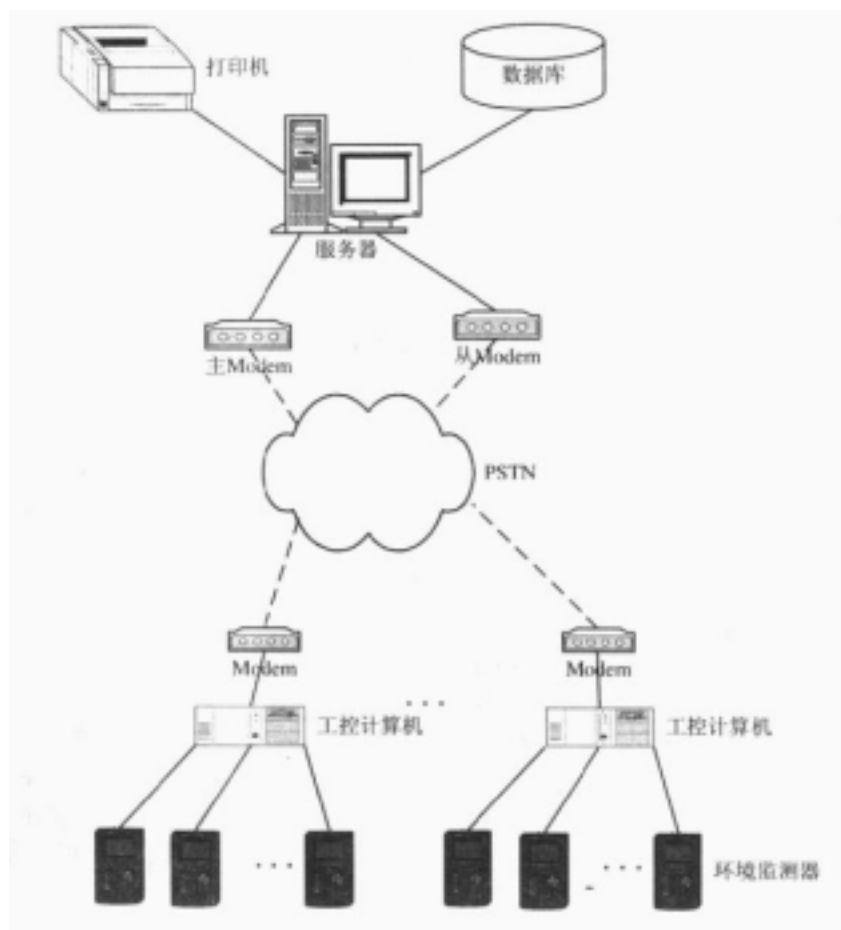 打印机
数据库
服务器
主Modem
从Modem
PSTN
Modem
Modem
...
工控计算机
工控计算机
...
...
环境监测器